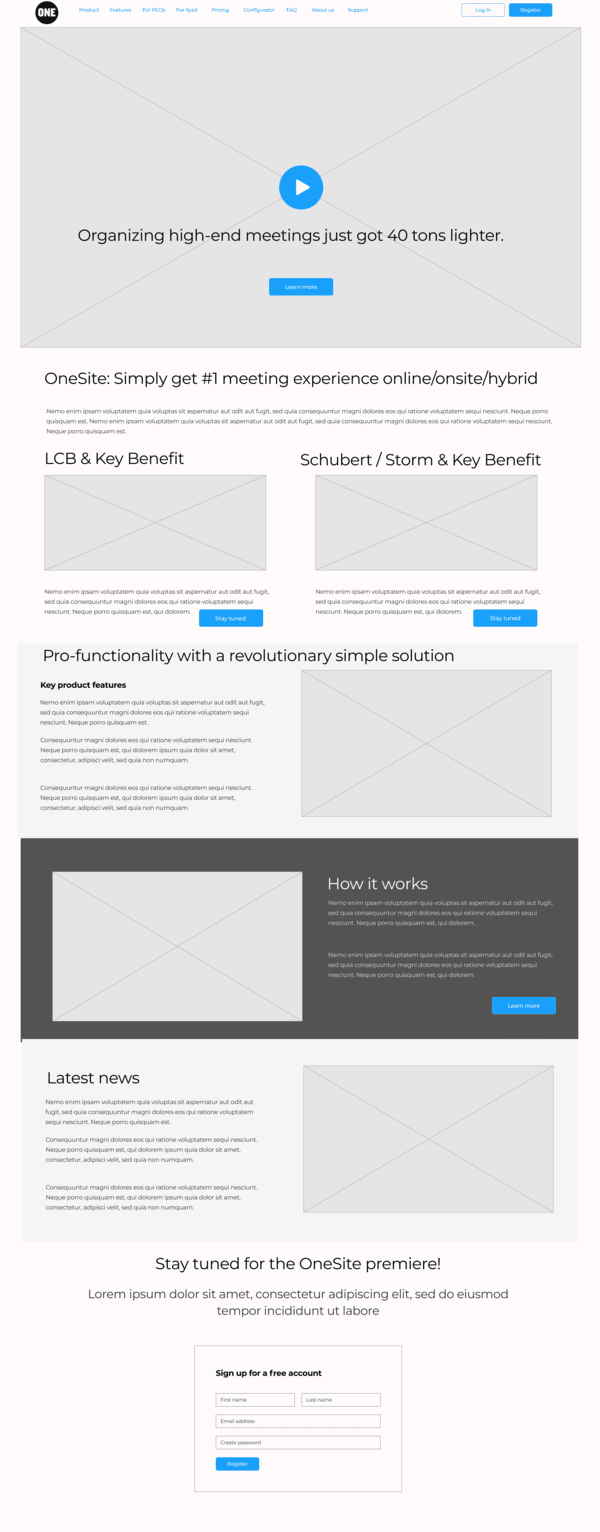 ONE
Product Features For PCOs For Xyzd Pricing Configurator FAQ About us Support Log In Register
Organizing high-end meetings just got 40 tons lighter.
Learn more
OneSite: Simply get #1 meeting experience online/onsite/hybrid
Nemo enim ipsam voluptatem quia voluptas sit aspernatur aut odit aut fugit, sed quia consequuntur magni dolores eos qui ratione voluptatem sequi nesciunt. Neque porro
quisquam est. Nemo enim ipsam voluptatem quia voluptas sit aspernatur aut odit aut fugit, sed quia consequuntur magni dolores eos qui ratione voluptatem sequi nesciunt.
Neque porro quisquam est.
LCB & Key Benefit
Nemo enim ipsam voluptatem quia voluptas sit aspernatur aut odit aut fugit,
sed quia consequuntur magni dolores eos qui ratione voluptatem sequi
nesciunt. Neque porro quisquam est, qui dolorem.
Stay tuned
Schubert / Storm & Key Benefit
Nemo enim ipsam voluptatem quia voluptas sit aspernatur aut odit aut fugit,
sed quia consequuntur magni dolores eos qui ratione voluptatem sequi
nesciunt. Neque porro quisquam est, qui dolorem.
Stay tuned
Pro-functionality with a revolutionary simple solution
Key product features
Nemo enim ipsam voluptatem quia voluptas sit aspernatur aut odit aut fugit,
sed quia consequuntur magni dolores eos qui ratione voluptatem sequi
nesciunt. Neque porro quisquam est.
Consequuntur magni dolores eos qui ratione voluptatem sequi nesciunt.
Neque porro quisquam est, qui dolorem ipsum quia dolor sit amet,
consectetur, adipisci velit, sed quia non numquam.
Consequuntur magni dolores eos qui ratione voluptatem sequi nesciunt.
Neque porro quisquam est, qui dolorem ipsum quia dolor sit amet,
consectetur, adipisci velit, sed quia non numquam.
How it works
Nemo enim ipsam voluptatem quia voluptas sit aspernatur aut odit aut fugit,
sed quia consequuntur magni dolores eos qui ratione voluptatem sequi
nesciunt. Neque porro quisquam est, qui dolorem.
Nemo enim ipsam voluptatem quia voluptas sit aspernatur aut odit aut fugit,
sed quia consequuntur magni dolores eos qui ratione voluptatem sequi
nesciunt. Neque porro quisquam est, qui dolorem.
Learn more
Latest news
Nemo enim ipsam voluptatem quia voluptas sit aspernatur aut odit aut
fugit, sed quia consequuntur magni dolores eos qui ratione voluptatem
sequi nesciunt. Neque porro quisquam est.
Consequuntur magni dolores eos qui ratione voluptatem sequi nesciunt.
Neque porro quisquam est, qui dolorem ipsum quia dolor sit amet,
consectetur, adipisci velit, sed quia non numquam.
Consequuntur magni dolores eos qui ratione voluptatem sequi nesciunt.
Neque porro quisquam est, qui dolorem ipsum quia dolor sit amet,
consectetur, adipisci velit, sed quia non numquam.
Stay tuned for the OneSite premiere!
Lorem ipsum dolor sit amet, consectetur adipiscing elit, sed do eiusmod
tempor incididunt ut labore
Sign up for a free account
First name Last name
Email address
Create password
Register